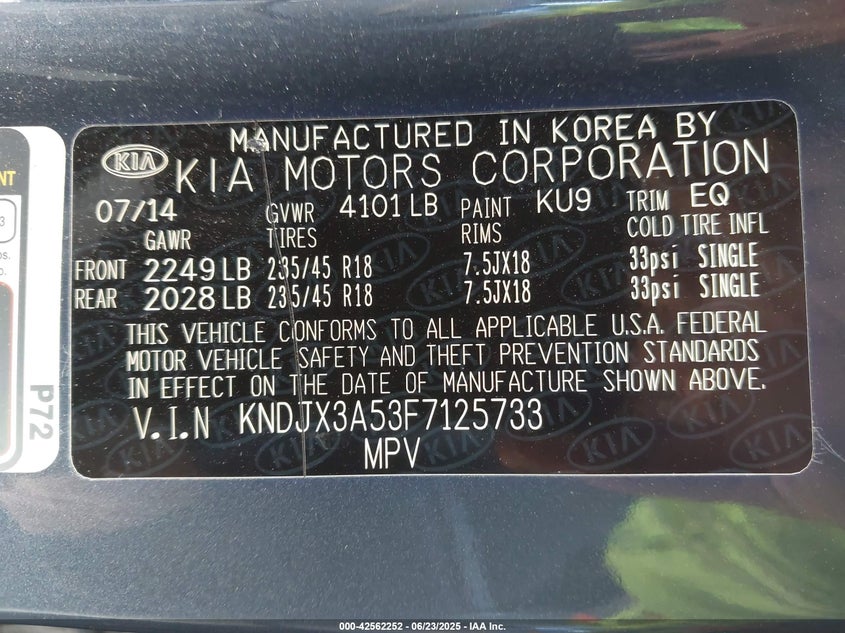 MANUFACTURED IN KOREA BY
KIA KIA MOTORS CORPORATION
07/14 GVWR 4101 LB PAINT KU9 TRIM EQ
GAWR TIRES RIMS COLD TIRE INFL
FRONT 2249 LB 235/45 R18 7.5JX18 33psi SINGLE
REAR 2028 LB 235/45 R18 7.5JX18 33psi SINGLE
THIS VEHICLE CONFORMS TO ALL APPLICABLE U.S.A. FEDERAL
MOTOR VEHICLE SAFETY AND THEFT PREVENTION STANDARDS
IN EFFECT ON THE DATE OF MANUFACTURE SHOWN ABOVE.
V.I.N KNDJX3A53F7125733
MPV
P72
000-42562252 - 06/23/2025 - IAA Inc.